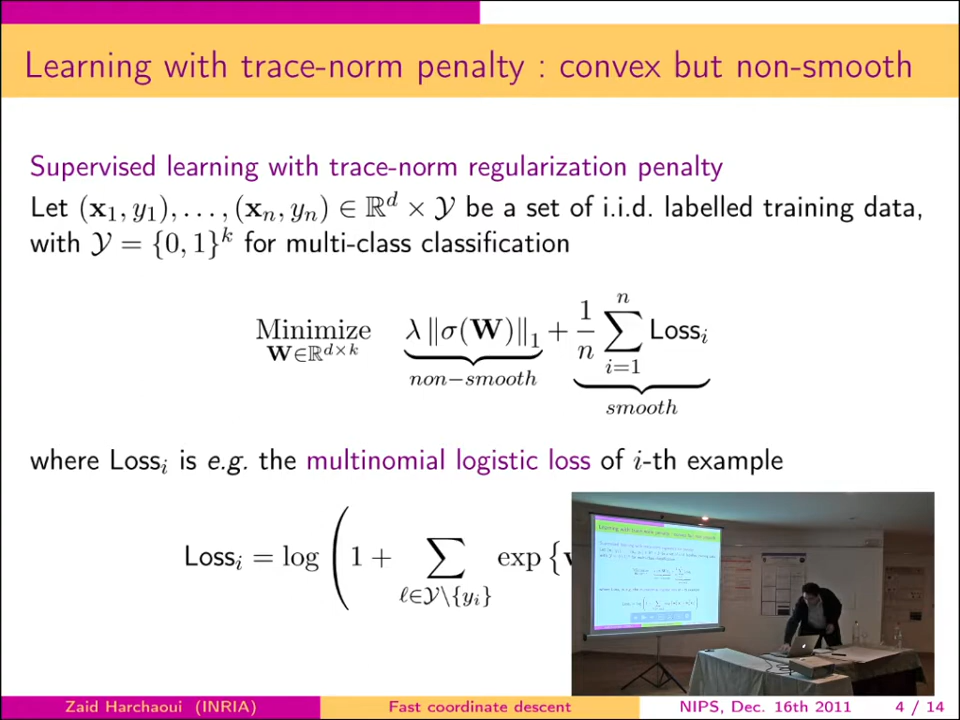 Learning with trace-norm penalty : convex but non-smooth
Supervised learning with trace-norm regularization penalty
Let (x₁, y₁), . . . , (xₙ, yₙ) ∈ ℝᵈ × 𝒴 be a set of i.i.d. labelled training data,
with 𝒴 = {0, 1}ᵏ for multi-class classification
Minimize W∈ℝᵈˣᵏ λ ‖σ(W)‖₁ + 1/n ∑ᵢ₌₁ⁿ Lossᵢ
non−smooth
smooth
where Lossᵢ is e.g. the multinomial logistic loss of i-th example
Lossᵢ = log ( 1 + ∑ ℓ∈𝒴\{yᵢ} exp {
Zaid Harchaoui (INRIA) Fast coordinate descent NIPS, Dec. 16th 2011 4 / 14